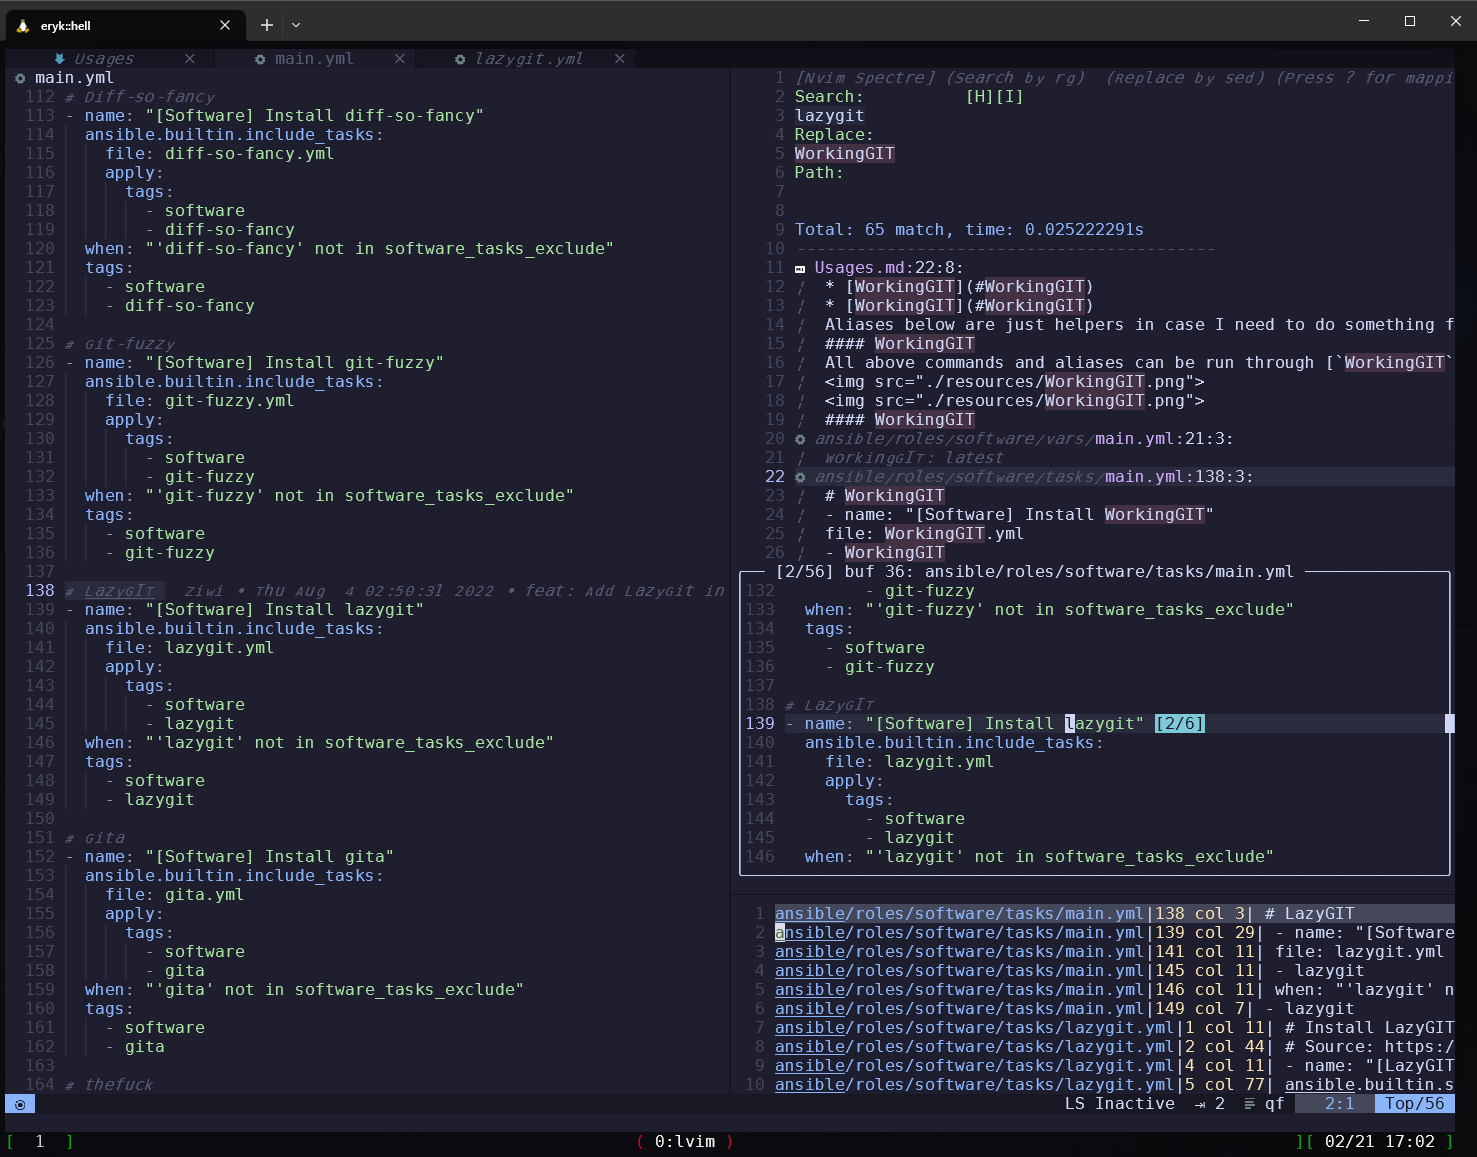 eryk::hell
Usages
main.yml
lazygit.yml
main.yml
112 # Diff-so-fancy
113 - name: "[Software] Install diff-so-fancy"
114 ansible.builtin.include_tasks:
115 file: diff-so-fancy.yml
116 apply:
117 tags:
118 - software
119 - diff-so-fancy
120 when: "'diff-so-fancy' not in software_tasks_exclude"
121 tags:
122 - software
123 - diff-so-fancy
124
125 # Git-fuzzy
126 - name: "[Software] Install git-fuzzy"
127 ansible.builtin.include_tasks:
128 file: git-fuzzy.yml
129 apply:
130 tags:
131 - software
132 - git-fuzzy
133 when: "'git-fuzzy' not in software_tasks_exclude"
134 tags:
135 - software
136 - git-fuzzy
137
138 # LazyGIT ziwi • Thu Aug 4 02:50:31 2022 • feat: Add LazyGit in
139 - name: "[Software] Install lazygit"
140 ansible.builtin.include_tasks:
141 file: lazygit.yml
142 apply:
143 tags:
144 - software
145 - lazygit
146 when: "'lazygit' not in software_tasks_exclude"
147 tags:
148 - software
149 - lazygit
150
151 # Gita
152 - name: "[Software] Install gita"
153 ansible.builtin.include_tasks:
154 file: gita.yml
155 apply:
156 tags:
157 - software
158 - gita
159 when: "'gita' not in software_tasks_exclude"
160 tags:
161 - software
162 - gita
163
164 # thefuck
1 [Nvim Spectre] (Search by rg) (Replace by sed) (Press ? for mappi
2 Search: [H][I]
3 lazygit
4 Replace:
5 WorkingGIT
6 Path:
7
8
9 Total: 65 match, time: 0.025222291s
10 ------------------------------------------
11 Usages.md:22:8:
12 ¦ * [WorkingGIT](#WorkingGIT)
13 ¦ * [WorkingGIT](#WorkingGIT)
14 ¦ Aliases below are just helpers in case I need to do something f
15 ¦ #### WorkingGIT
16 ¦ All above commands and aliases can be run through [`WorkingGIT`
17 ¦ <img src="./resources/WorkingGIT.png">
18 ¦ <img src="./resources/WorkingGIT.png">
19 ¦ #### WorkingGIT
20 ansible/roles/software/vars/main.yml:21:3:
21 ¦ WorkingGIT: latest
22 ansible/roles/software/tasks/main.yml:138:3:
23 ¦ # WorkingGIT
24 ¦ - name: "[Software] Install WorkingGIT"
25 ¦ file: WorkingGIT.yml
26 ¦ - WorkingGIT
[2/56] buf 36: ansible/roles/software/tasks/main.yml
132 - git-fuzzy
133 when: "'git-fuzzy' not in software_tasks_exclude"
134 tags:
135 - software
136 - git-fuzzy
137
138 # LazyGIT
139 - name: "[Software] Install lazygit" [2/6]
140 ansible.builtin.include_tasks:
141 file: lazygit.yml
142 apply:
143 tags:
144 - software
145 - lazygit
146 when: "'lazygit' not in software_tasks_exclude"
1 ansible/roles/software/tasks/main.yml|138 col 3| # LazyGIT
2 ansible/roles/software/tasks/main.yml|139 col 29| - name: "[Software
3 ansible/roles/software/tasks/main.yml|141 col 11| file: lazygit.yml
4 ansible/roles/software/tasks/main.yml|145 col 11| - lazygit
5 ansible/roles/software/tasks/main.yml|146 col 11| when: "'lazygit' n
6 ansible/roles/software/tasks/main.yml|149 col 7| - lazygit
7 ansible/roles/software/tasks/lazygit.yml|1 col 11| # Install LazyGIT
8 ansible/roles/software/tasks/lazygit.yml|2 col 44| # Source: https:/
9 ansible/roles/software/tasks/lazygit.yml|4 col 11| - name: "[LazyGIT
10 ansible/roles/software/tasks/lazygit.yml|5 col 77| ansible.builtin.s
LS Inactive 2 qf 2:1 Top/56
[ 1 ] ( 0:lvim ) ][ 02/21 17:02 ]